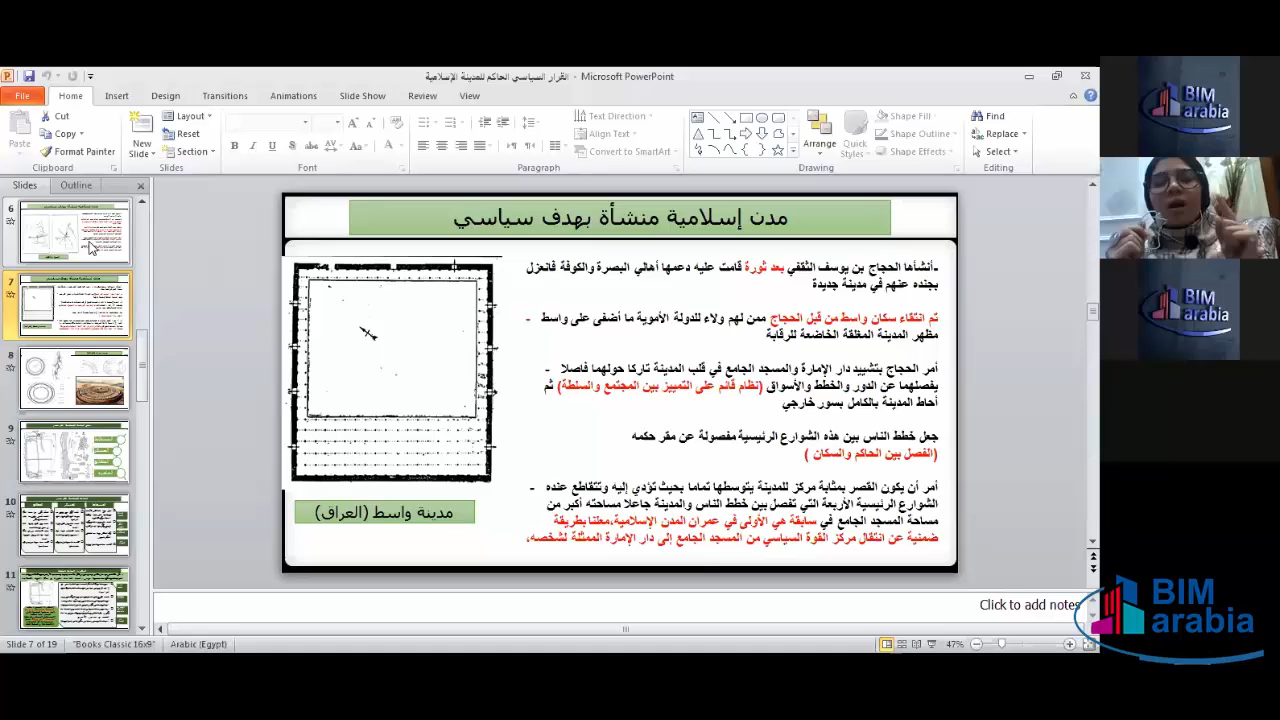 القرار السياسي الحاكم للمدينة الإسلامية - Microsoft PowerPoint
File Home Insert Design Transitions Animations Slide Show Review View
Paste
Cut
Copy
Format Painter
Clipboard
New Slide
Layout
Reset
Section
Slides
B I U S abc AV Aa A
Font
Text Direction
Align Text
Convert to SmartArt
Paragraph
Arrange
Quick Styles
Shape Fill
Shape Outline
Shape Effects
Drawing
Find
Replace
Select
Editing
Slides Outline
6
7
8
9
10
11
مدن إسلامية منشأة بهدف سياسي
-أنشأها الحجاج بن يوسف الثقفي بعد ثورة قامت عليه دعمها أهالي البصرة والكوفة فانعزل
بجنده عنهم في مدينة جديدة
تم انتقاء سكان واسط من قبل الحجاج ممن لهم ولاء للدولة الأموية ما أضفى على واسط -
مظهر المدينة المغلقة الخاضعة للرقابة
أمر الحجاج بتشييد دار الإمارة والمسجد الجامع في قلب المدينة تاركا حولهما فاصلا -
يفصلهما عن الدور والخطط والأسواق (نظام قائم على التمييز بين المجتمع والسلطة) ثم
أحاط المدينة بالكامل بسور خارجي
جعل خطط الناس بين هذه الشوارع الرئيسية مفصولة عن مقر حكمه
(الفصل بين الحاكم والسكان )
أمر أن يكون القصر بمثابة مركز للمدينة يتوسطها تماما بحيث تؤدي إليه وتتقاطع عنده -
الشوارع الرئيسية الأربعة التي تفصل بين خطط الناس والمدينة جاعلا مساحته أكبر من
مساحة المسجد الجامع في سابقة هي الأولى في عمران المدن الإسلامية،معلنا بطريقة
ضمنية عن انتقال مركز القوة السياسي من المسجد الجامع إلى دار الإمارة الممثلة لشخصه،
مدينة واسط (العراق)
Click to add notes
Slide 7 of 19 "Books Classic 16x9" Arabic (Egypt) 47%
BIM
arabia
BIM
arabia
BIM
arabia